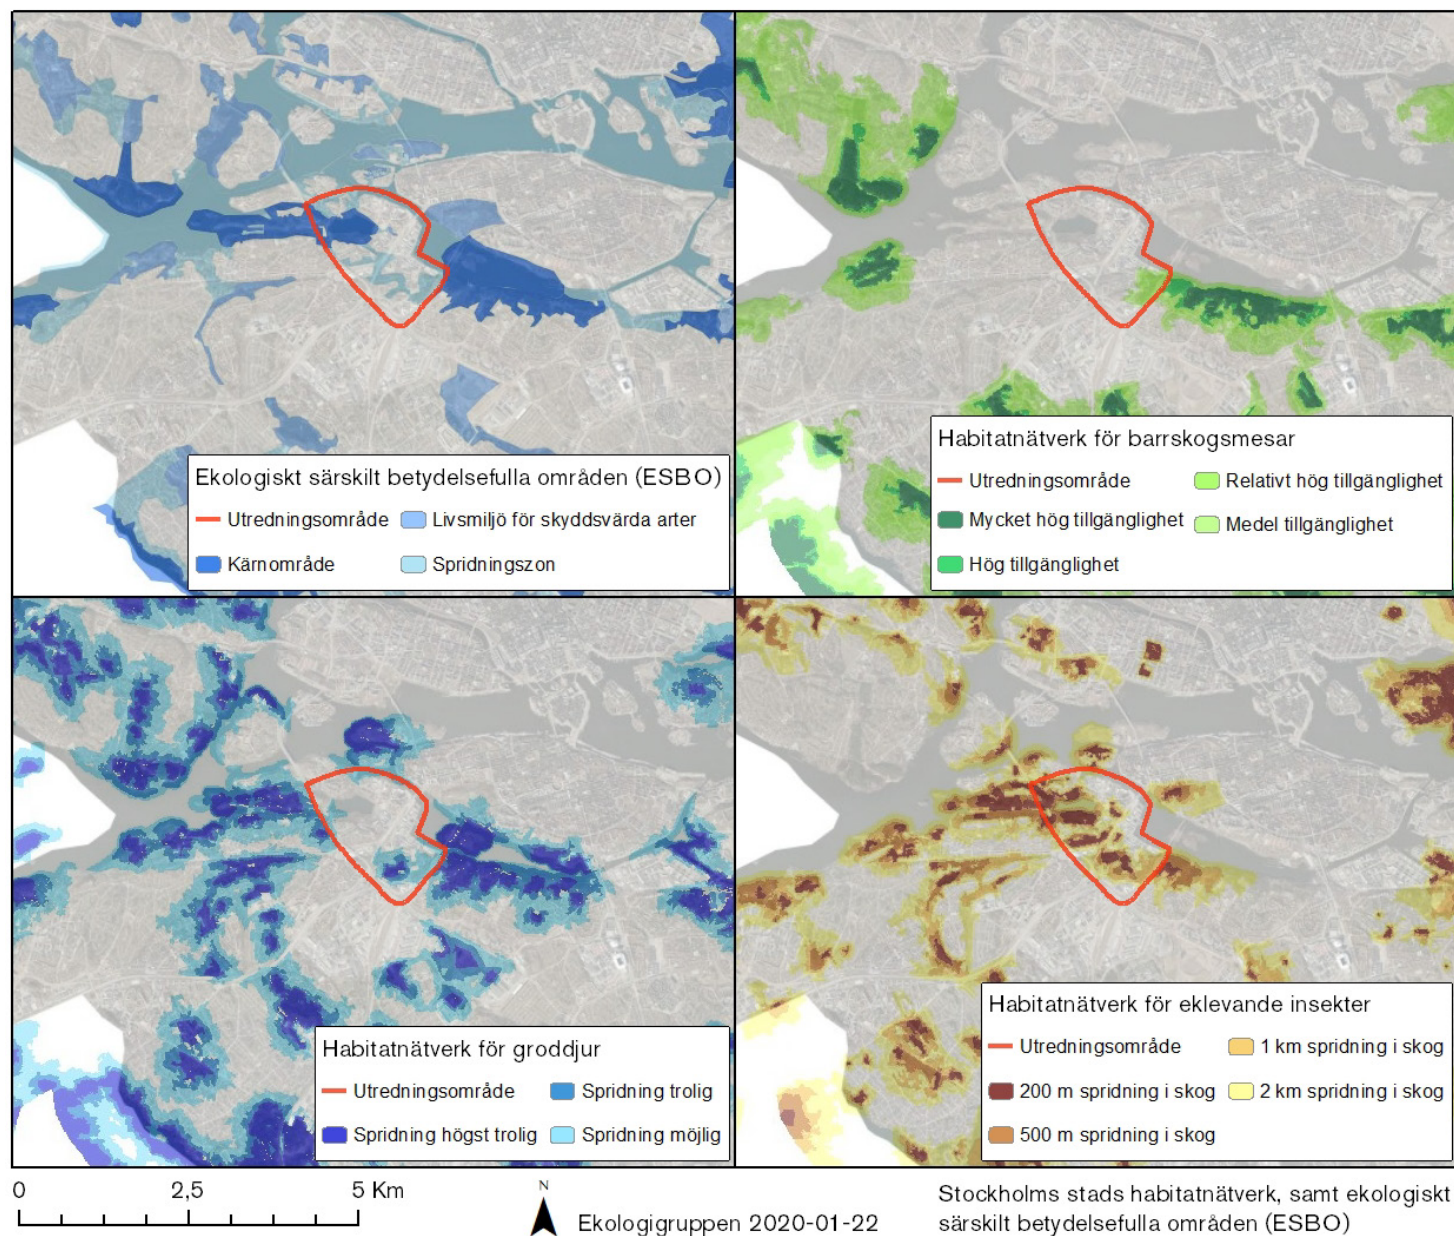 Ekologiskt särskilt betydelsefulla områden (ESBO)
Utredningsområde
Livsmiljö för skyddsvärda arter
Kärnområde
Spridningszon
Habitatnätverk för barrskogsmesar
Utredningsområde
Relativt hög tillgänglighet
Mycket hög tillgänglighet
Medel tillgänglighet
Hög tillgänglighet
Habitatnätverk för groddjur
Utredningsområde
Spridning trolig
Spridning högst trolig
Spridning möjlig
Habitatnätverk för eklevande insekter
Utredningsområde
1 km spridning i skog
200 m spridning i skog
2 km spridning i skog
500 m spridning i skog
0 2,5 5 Km
N
Ekologigruppen 2020-01-22
Stockholms stads habitatnätverk, samt ekologiskt
särskilt betydelsefulla områden (ESBO)